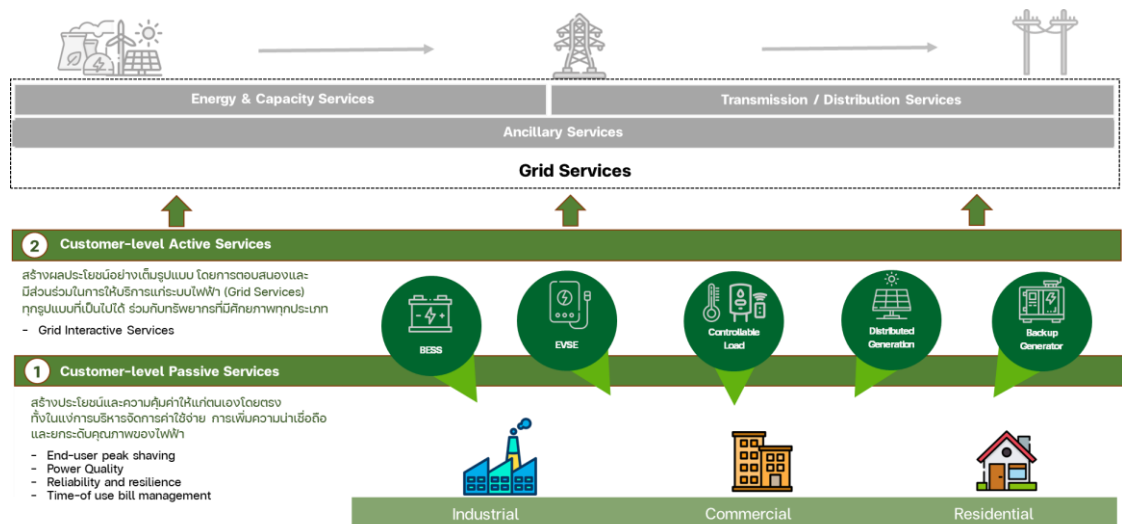 Energy & Capacity Services
Transmission / Distribution Services
Ancillary Services
Grid Services
2 Customer-level Active Services
สร้างผลประโยชน์อย่างเต็มรูปแบบ โดยการตอบสนองและ
มีส่วนร่วมในการให้บริการแก่ระบบไฟฟ้า (Grid Services)
ทุกรูปแบบที่เป็นไปได้ ร่วมกับทรัพยากรที่มีศักยภาพทุกประเภท
- Grid Interactive Services
BESS
EVSE
Controllable
Load
Distributed
Generation
Backup
Generator
1 Customer-level Passive Services
สร้างประโยชน์และความคุ้มค่าให้แก่ตนเองโดยตรง
ทั้งในแง่การบริหารจัดการค่าใช้จ่าย การเพิ่มความน่าเชื่อถือ
และยกระดับคุณภาพของไฟฟ้า
- End-user peak shaving
- Power Quality
- Reliability and resilience
- Time-of use bill management
Industrial
Commercial
Residential